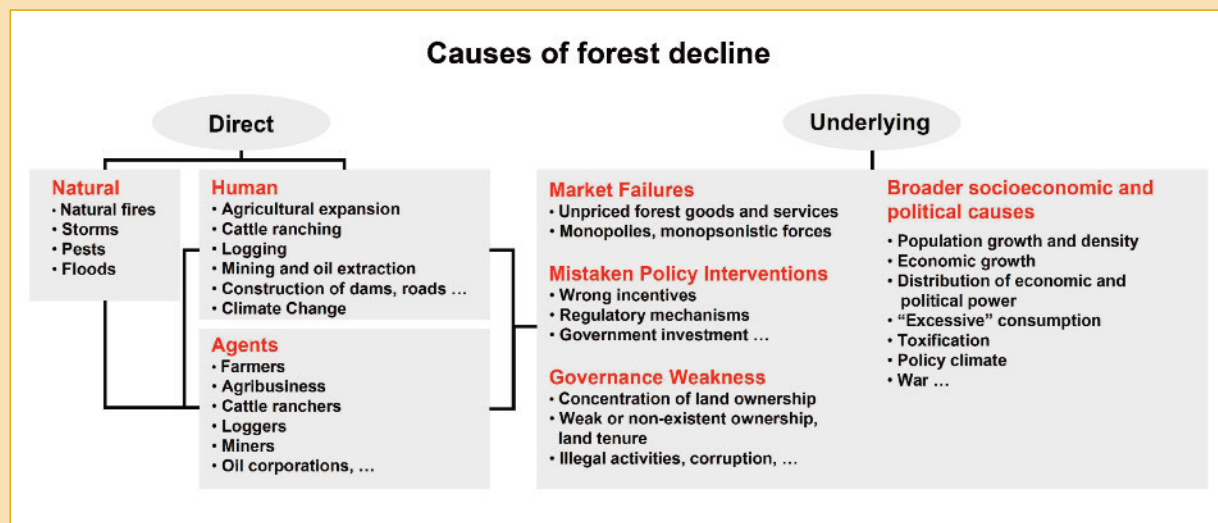 Causes of forest decline
Direct
Natural
• Natural fires
• Storms
• Pests
• Floods
Human
• Agricultural expansion
• Cattle ranching
• Logging
• Mining and oil extraction
• Construction of dams, roads ...
• Climate Change
Agents
• Farmers
• Agribusiness
• Cattle ranchers
• Loggers
• Miners
• Oil corporations, ...
Underlying
Market Failures
• Unpriced forest goods and services
• Monopolies, monopsonistic forces
Mistaken Policy Interventions
• Wrong incentives
• Regulatory mechanisms
• Government investment ...
Governance Weakness
• Concentration of land ownership
• Weak or non-existent ownership,
land tenure
• Illegal activities, corruption, ...
Broader socioeconomic and
political causes
• Population growth and density
• Economic growth
• Distribution of economic and
political power
• “Excessive” consumption
• Toxification
• Policy climate
• War ...